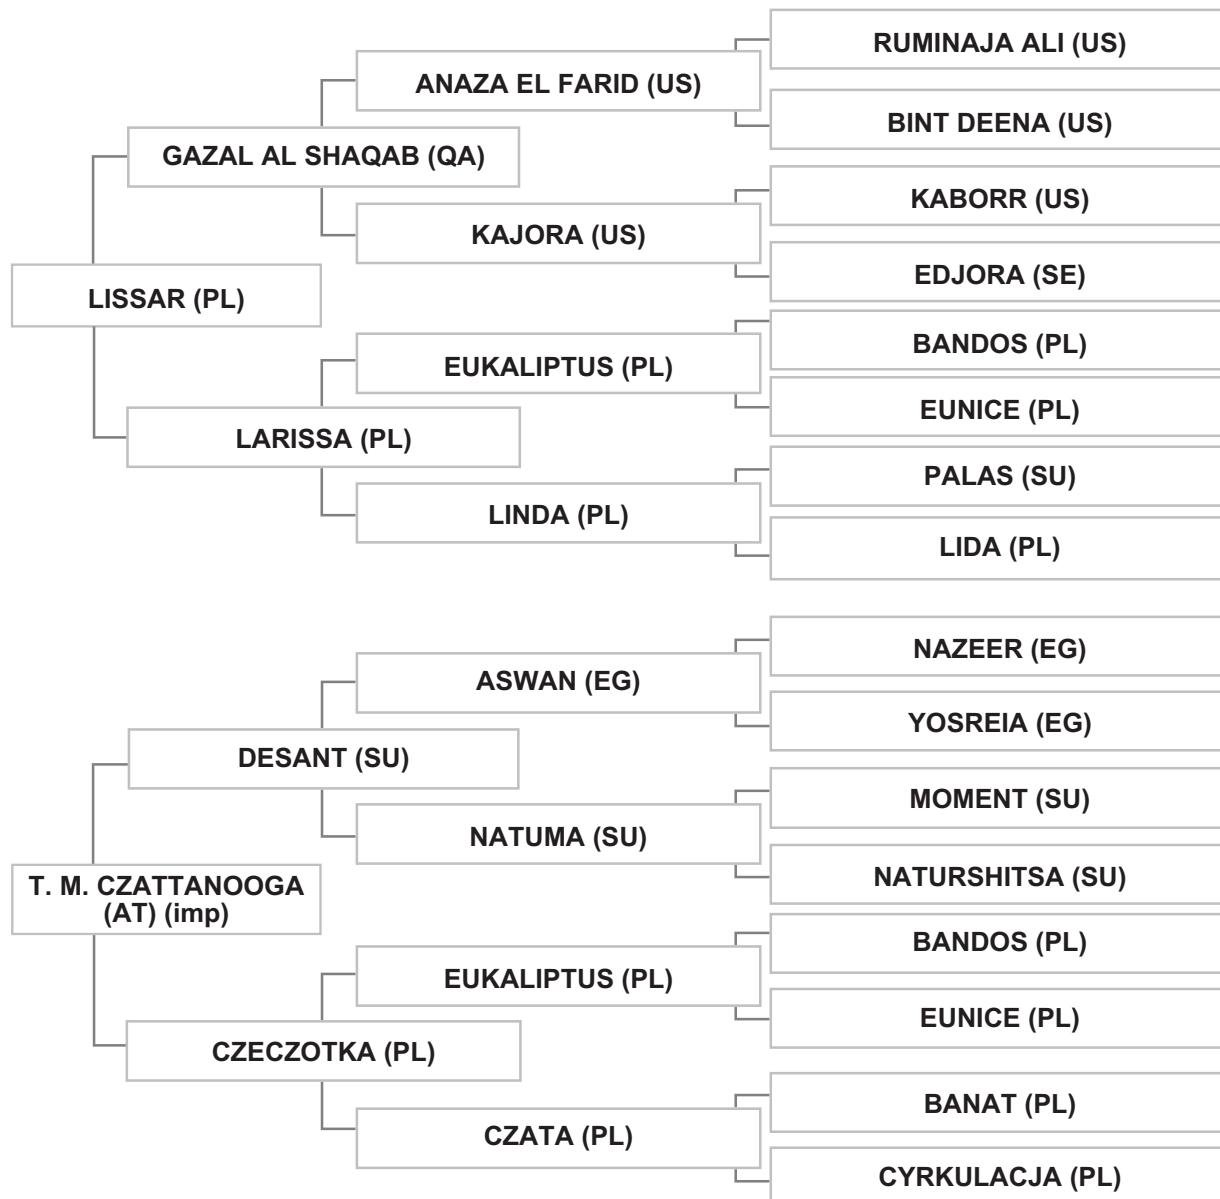 RUMINAJA ALI (US)
ANAZA EL FARID (US)
BINT DEENA (US)
GAZAL AL SHAQAB (QA)
KABORR (US)
KAJORA (US)
EDJORA (SE)
LISSAR (PL)
BANDOS (PL)
EUKALIPTUS (PL)
EUNICE (PL)
LARISSA (PL)
PALAS (SU)
LINDA (PL)
LIDA (PL)
NAZEER (EG)
ASWAN (EG)
YOSREIA (EG)
DESANT (SU)
MOMENT (SU)
NATUMA (SU)
NATURSHITSA (SU)
T. M. CZATTANOOGA
(AT) (imp)
BANDOS (PL)
EUKALIPTUS (PL)
EUNICE (PL)
CZECZOTKA (PL)
BANAT (PL)
CZATA (PL)
CYRKULACJA (PL)